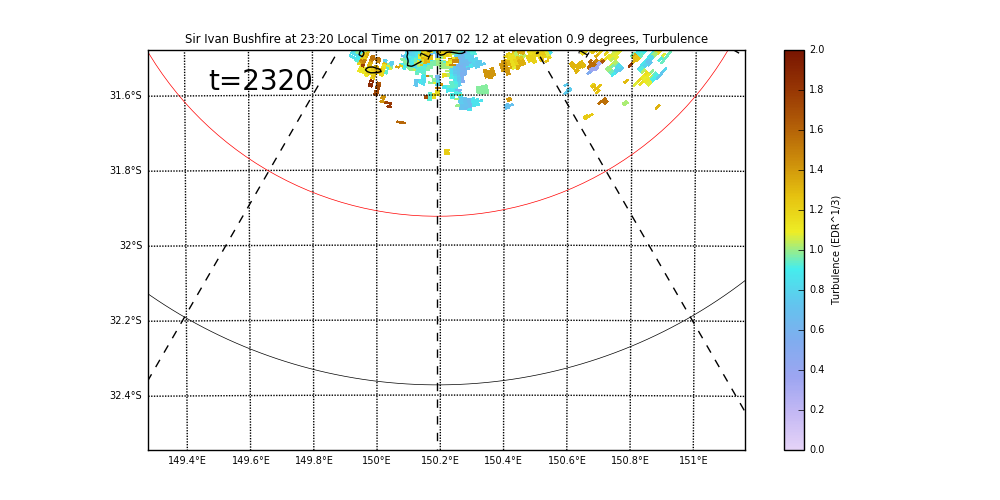 Sir Ivan Bushfire at 23:20 Local Time on 2017 02 12 at elevation 0.9 degrees, Turbulence
t=2320
31.6°S
31.8°S
32°S
32.2°S
32.4°S
149.4°E 149.6°E 149.8°E 150°E 150.2°E 150.4°E 150.6°E 150.8°E 151°E
2.0
1.8
1.6
1.4
1.2
1.0
0.8
0.6
0.4
0.2
0.0
Turbulence (EDR^1/3)